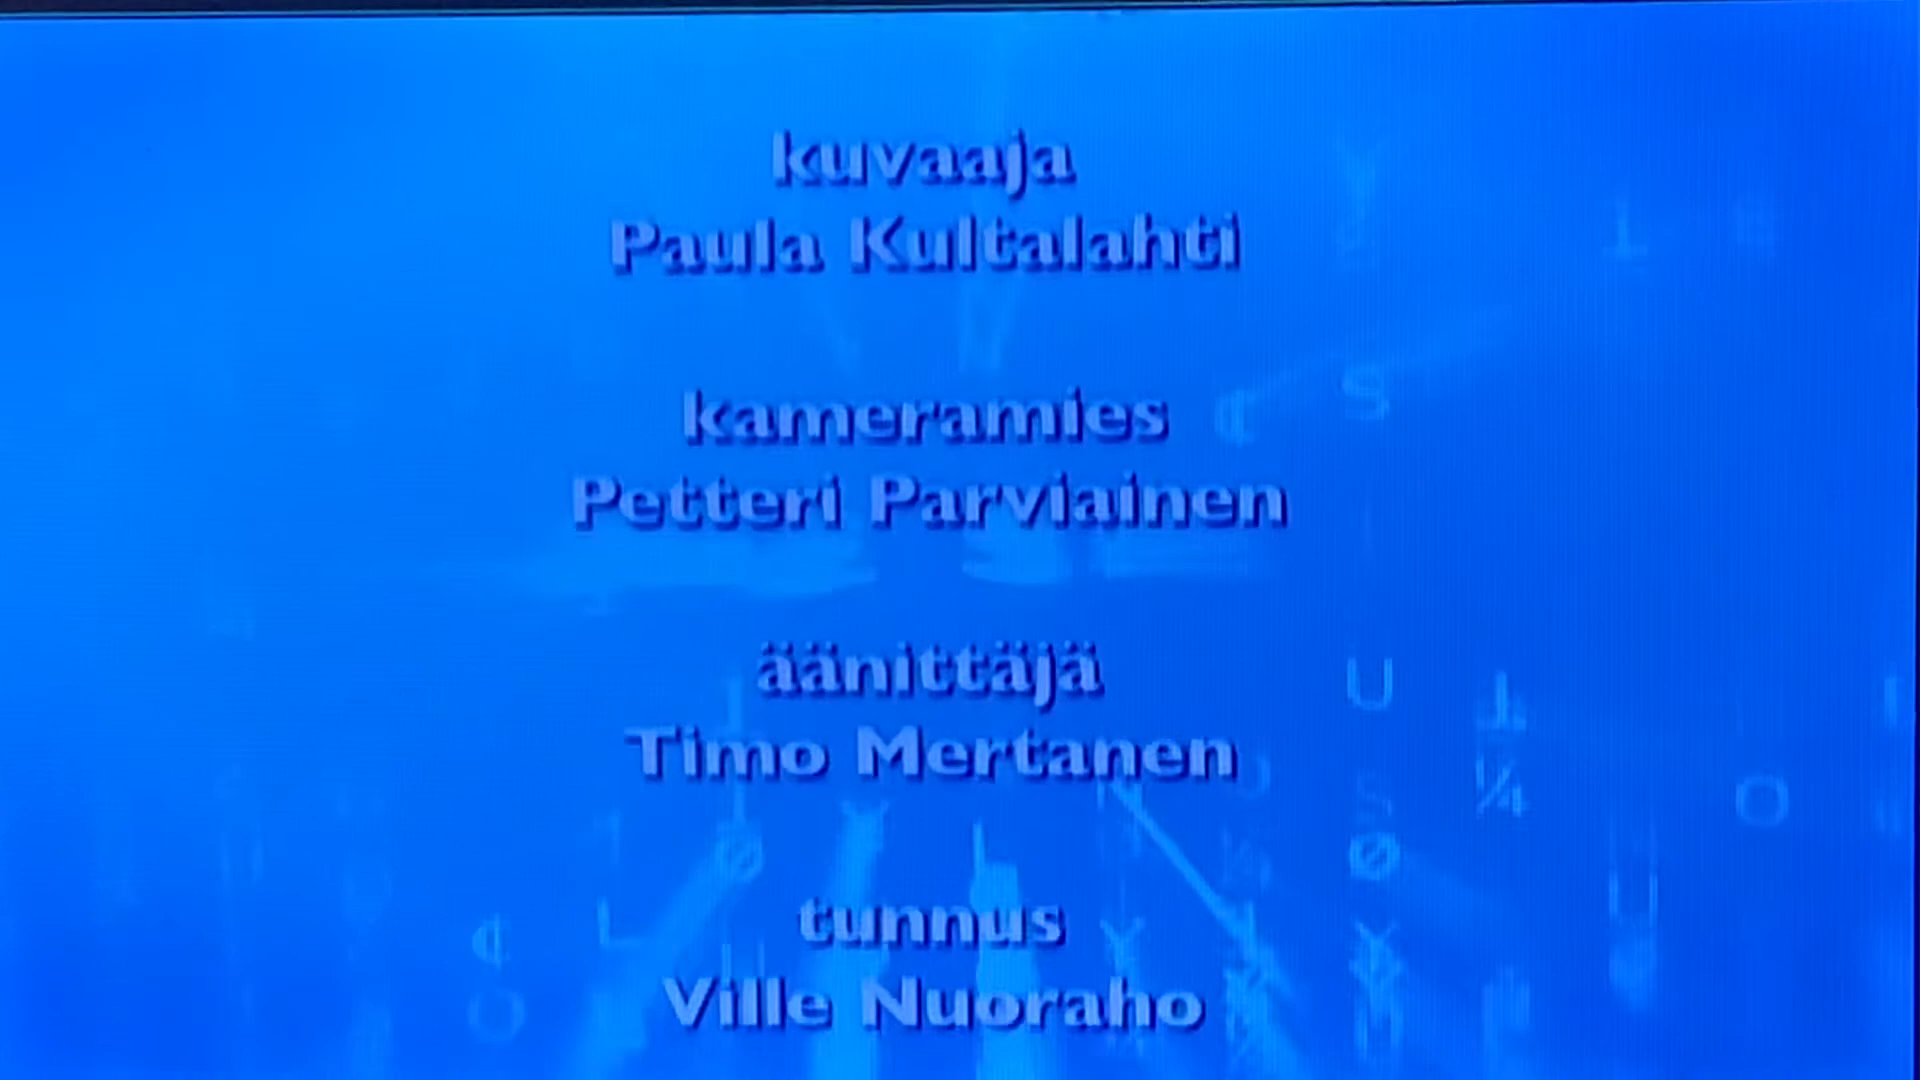 kuvaaja
Paula Kultalahti
kameramies
Petteri Parviainen
äänittäjä
Timo Mertanen
tunnus
Ville Nuoraho